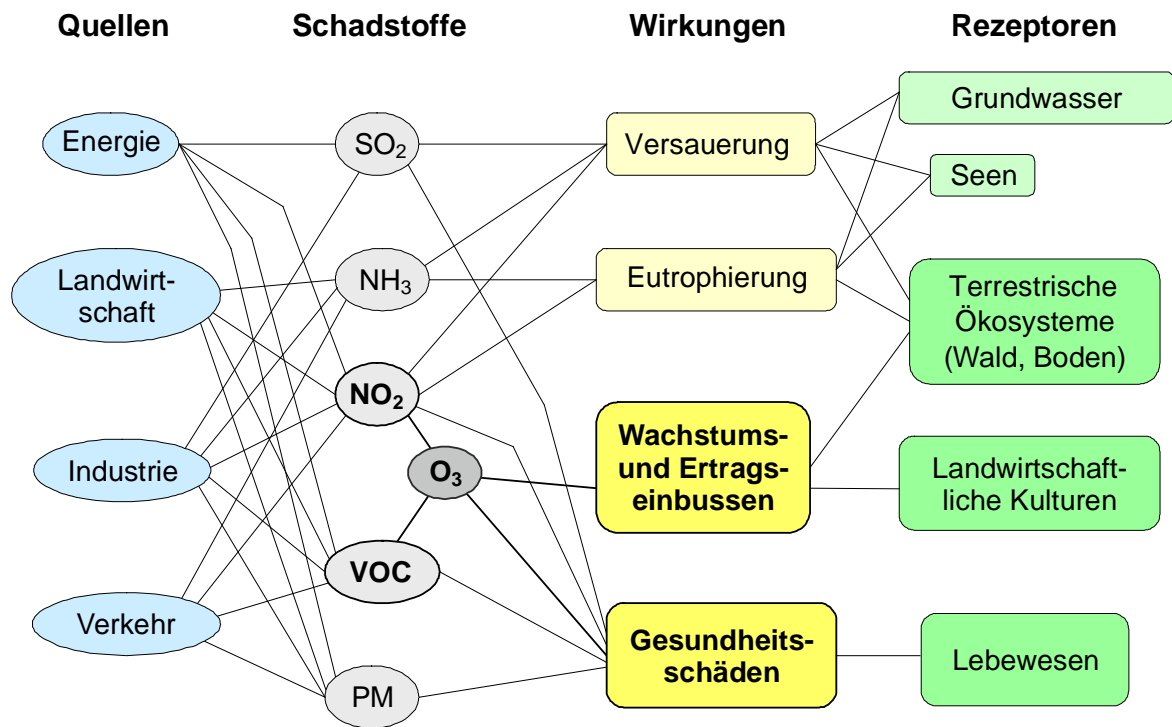 Quellen
Schadstoffe
Wirkungen
Rezeptoren
Energie
Landwirt-
schaft
Industrie
Verkehr
SO₂
NH₃
NO₂
O₃
VOC
PM
Versauerung
Eutrophierung
Wachstums-
und Ertrags-
einbussen
Gesundheits-
schäden
Grundwasser
Seen
Terrestrische
Ökosysteme
(Wald, Boden)
Landwirtschaft-
liche Kulturen
Lebewesen